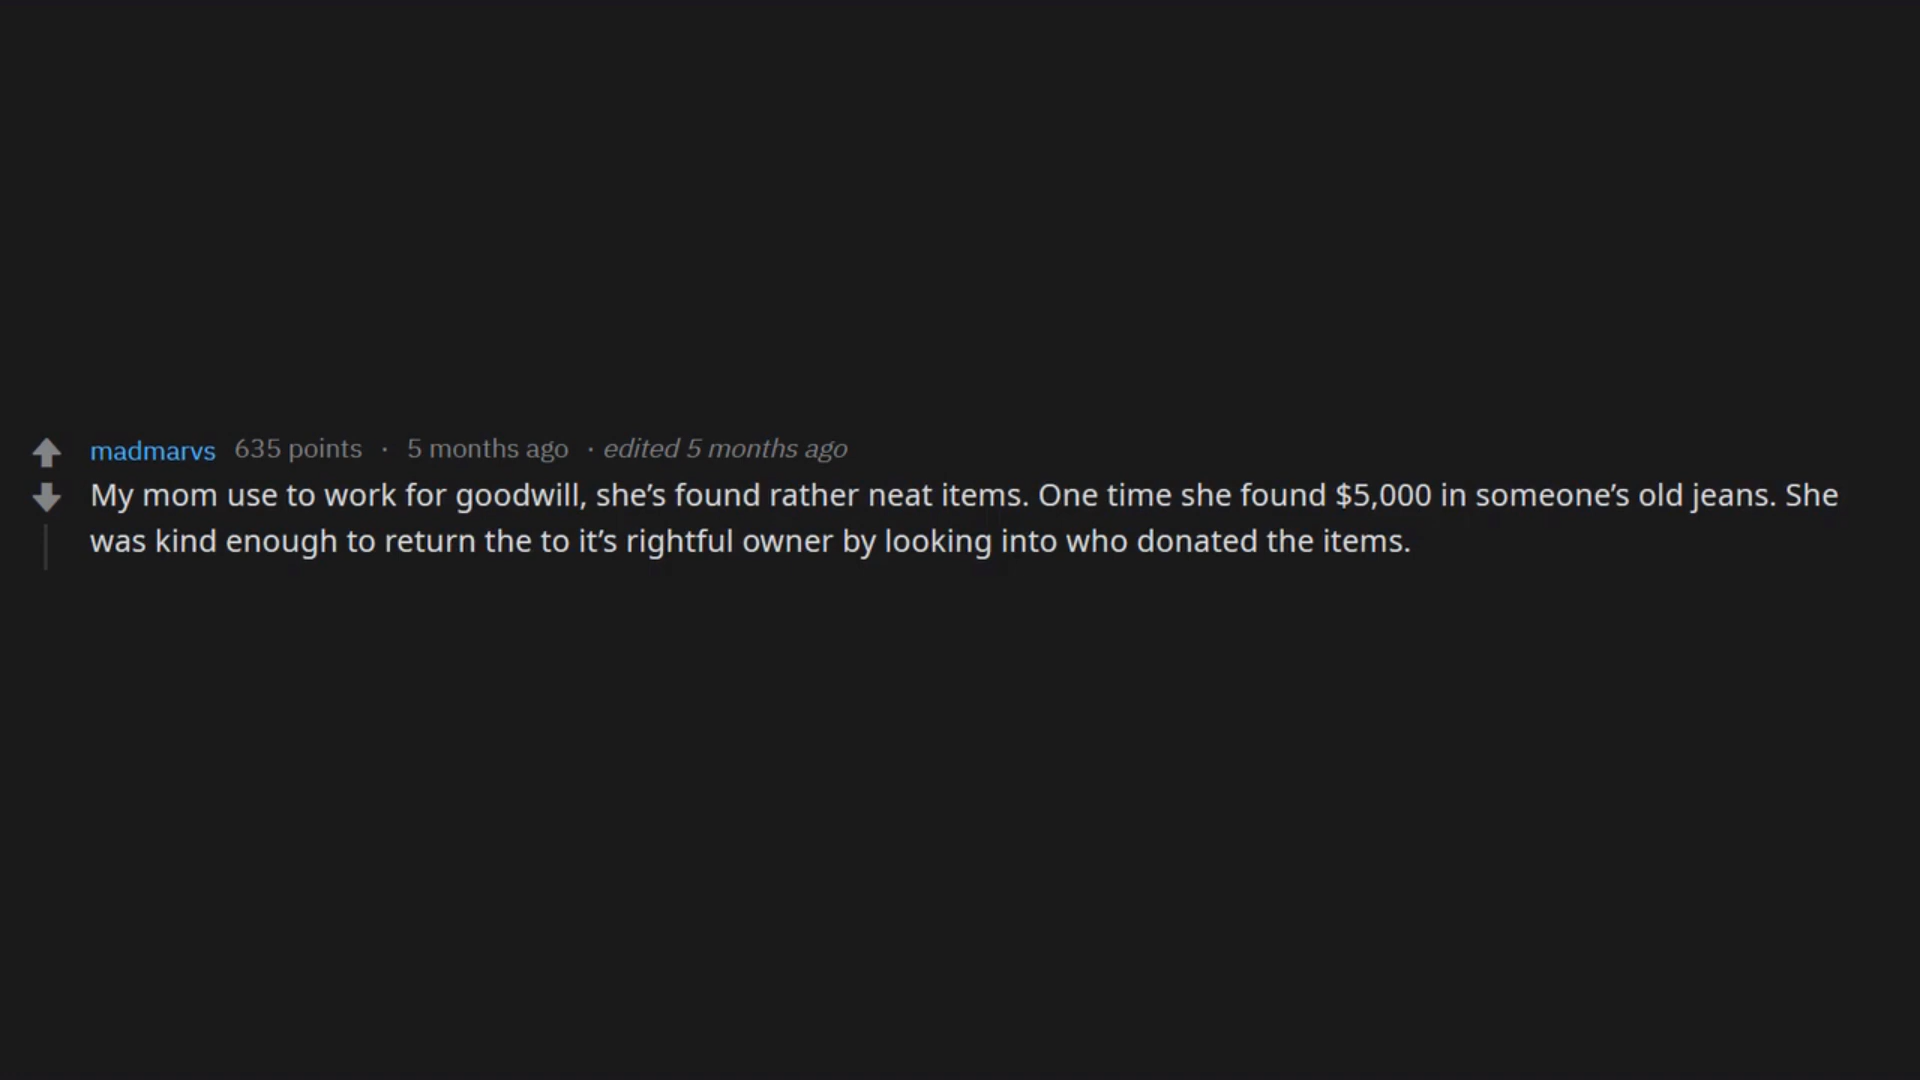 madmarvs 635 points · 5 months ago · edited 5 months ago
My mom use to work for goodwill, she’s found rather neat items. One time she found $5,000 in someone’s old jeans. She
was kind enough to return the to it’s rightful owner by looking into who donated the items.